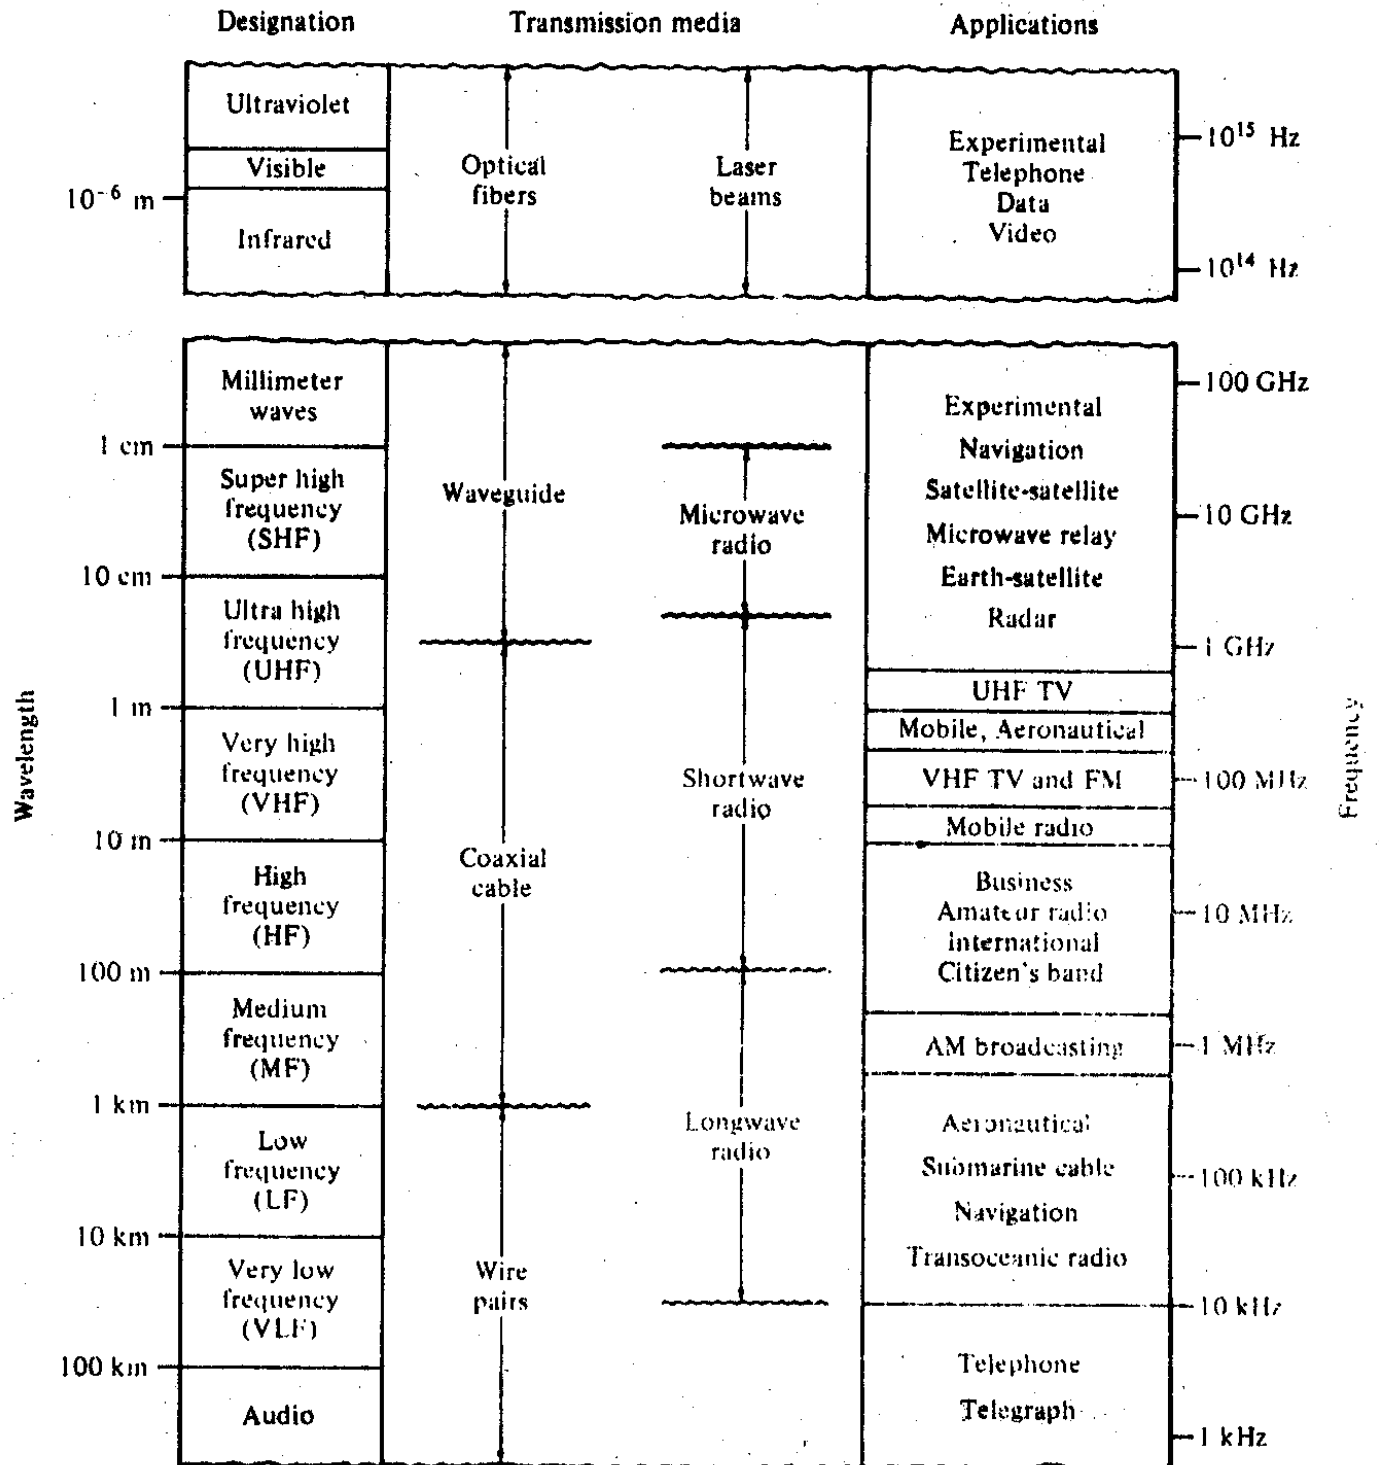 Designation
Transmission media
Applications
Ultraviolet
Visible
Infrared
10⁻⁶ m
Optical
fibers
Laser
beams
Experimental
Telephone
Data
Video
10¹⁵ Hz
10¹⁴ Hz
Wavelength
Millimeter
waves
1 cm
Super high
frequency
(SHF)
10 cm
Ultra high
frequency
(UHF)
1 m
Very high
frequency
(VHF)
10 m
High
frequency
(HF)
100 m
Medium
frequency
(MF)
1 km
Low
frequency
(LF)
10 km
Very low
frequency
(VLF)
100 km
Audio
Waveguide
Coaxial
cable
Wire
pairs
Microwave
radio
Shortwave
radio
Longwave
radio
Experimental
Navigation
Satellite-satellite
Microwave relay
Earth-satellite
Radar
UHF TV
Mobile, Aeronautical
VHF TV and FM
Mobile radio
Business
Amateur radio
International
Citizen's band
AM broadcasting
Aeronautical
Submarine cable
Navigation
Transoceanic radio
Telephone
Telegraph
100 GHz
10 GHz
1 GHz
100 MHz
10 MHz
1 MHz
100 kHz
10 kHz
1 kHz
Frequency